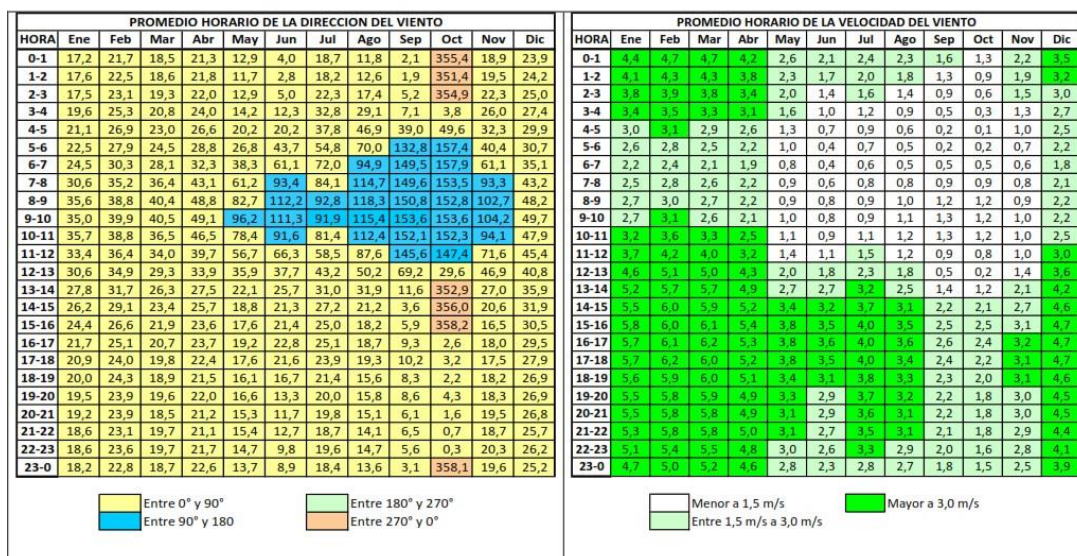 PROMEDIO HORARIO DE LA DIRECCION DEL VIENTO
HORA Ene Feb Mar Abr May Jun Jul Ago Sep Oct Nov Dic
0-1 17,2 21,7 18,5 21,3 12,9 4,0 18,7 11,8 2,1 355,4 18,9 23,9
1-2 17,6 22,5 18,6 21,8 11,7 2,8 18,2 12,6 1,9 351,4 19,5 24,2
2-3 17,5 23,1 19,3 22,0 12,9 5,0 22,3 17,4 5,2 354,9 22,3 25,0
3-4 19,6 25,3 20,8 24,0 14,2 12,3 32,8 29,1 7,1 3,8 26,0 27,4
4-5 21,1 26,9 23,0 26,6 20,2 20,2 37,8 46,9 39,0 49,6 32,3 29,9
5-6 22,5 27,9 24,5 28,8 26,8 43,7 54,8 70,0 132,8 157,4 40,4 30,7
6-7 24,5 30,3 28,1 32,3 38,3 61,1 72,0 94,9 149,5 157,9 61,1 35,1
7-8 30,6 35,2 36,4 43,1 61,2 93,4 84,1 114,7 149,6 153,5 93,3 43,2
8-9 35,6 38,8 40,4 48,8 82,7 112,2 92,8 118,3 150,8 152,8 102,7 48,2
9-10 35,0 39,9 40,5 49,1 96,2 111,3 91,9 115,4 153,6 153,6 104,2 49,7
10-11 35,7 38,8 36,5 46,5 78,4 91,6 81,4 112,4 152,1 152,3 94,1 47,9
11-12 33,4 36,4 34,0 39,7 56,7 66,3 58,5 87,6 145,6 147,4 71,6 45,4
12-13 30,6 34,9 29,3 33,9 35,9 37,7 43,2 50,2 69,2 29,6 46,9 40,8
13-14 27,8 31,7 26,3 27,5 22,1 25,7 31,0 31,9 11,6 352,9 27,0 35,9
14-15 26,2 29,1 23,4 25,7 18,8 21,3 27,2 21,2 3,6 356,0 20,6 31,9
15-16 24,4 26,6 21,9 23,6 17,6 21,4 25,0 18,2 5,9 358,2 16,5 30,5
16-17 21,7 25,1 20,7 23,7 19,2 22,8 25,1 18,7 9,3 2,6 18,0 29,5
17-18 20,9 24,0 19,8 22,4 17,6 21,6 23,9 19,3 10,2 3,2 17,5 27,9
18-19 20,0 24,3 18,9 21,5 16,1 16,7 21,4 15,6 8,3 2,2 18,2 26,9
19-20 19,5 23,9 19,6 22,0 16,6 13,3 20,0 15,8 8,6 4,3 18,3 26,9
20-21 19,2 23,9 18,5 21,2 15,3 11,7 19,8 15,1 6,1 1,6 19,5 26,8
21-22 18,6 23,1 19,7 21,1 15,4 12,7 18,7 14,1 6,5 0,7 18,7 25,7
22-23 18,6 23,6 19,7 21,7 14,7 9,8 19,6 14,7 5,6 0,3 20,3 26,2
23-0 18,2 22,8 18,7 22,6 13,7 8,9 18,4 13,6 3,1 358,1 19,6 25,2
Entre 0° y 90° Entre 180° y 270°
Entre 90° y 180 Entre 270° y 0°
PROMEDIO HORARIO DE LA VELOCIDAD DEL VIENTO
HORA Ene Feb Mar Abr May Jun Jul Ago Sep Oct Nov Dic
0-1 4,4 4,7 4,7 4,2 2,6 2,1 2,4 2,3 1,6 1,3 2,2 3,5
1-2 4,1 4,3 4,3 3,8 2,3 1,7 2,0 1,8 1,3 0,9 1,9 3,2
2-3 3,8 3,9 3,8 3,4 2,0 1,4 1,6 1,4 0,9 0,6 1,5 3,0
3-4 3,4 3,5 3,3 3,1 1,6 1,0 1,2 0,9 0,5 0,3 1,3 2,7
4-5 3,0 3,1 2,9 2,6 1,3 0,7 0,9 0,6 0,2 0,1 1,0 2,5
5-6 2,6 2,8 2,5 2,2 1,0 0,4 0,7 0,5 0,2 0,2 0,7 2,2
6-7 2,2 2,4 2,1 1,9 0,8 0,4 0,6 0,5 0,5 0,5 0,6 1,8
7-8 2,5 2,8 2,6 2,2 0,9 0,6 0,8 0,8 0,9 0,9 0,8 2,1
8-9 2,7 3,0 2,7 2,2 0,9 0,8 0,9 1,0 1,2 1,2 0,9 2,2
9-10 2,7 3,1 2,6 2,1 1,0 0,8 0,9 1,1 1,3 1,2 1,0 2,2
10-11 3,2 3,6 3,3 2,5 1,1 0,9 1,1 1,2 1,3 1,2 1,0 2,5
11-12 3,7 4,2 4,0 3,2 1,4 1,1 1,5 1,2 0,9 0,8 1,0 3,0
12-13 4,6 5,1 5,0 4,3 2,0 1,8 2,3 1,8 0,5 0,2 1,4 3,6
13-14 5,2 5,7 5,7 4,9 2,7 2,7 3,2 2,5 1,4 1,2 2,1 4,2
14-15 5,5 6,0 5,9 5,2 3,4 3,2 3,7 3,1 2,2 2,1 2,7 4,6
15-16 5,8 6,0 6,1 5,4 3,8 3,5 4,0 3,5 2,5 2,5 3,1 4,7
16-17 5,7 6,1 6,2 5,3 3,8 3,6 4,0 3,6 2,6 2,4 3,2 4,7
17-18 5,7 6,2 6,0 5,2 3,8 3,5 4,0 3,4 2,4 2,2 3,1 4,7
18-19 5,6 5,9 6,0 5,1 3,4 3,1 3,8 3,3 2,3 2,0 3,1 4,6
19-20 5,5 5,8 5,9 4,9 3,3 2,9 3,7 3,2 2,2 1,8 3,0 4,5
20-21 5,5 5,8 5,8 4,9 3,1 2,9 3,6 3,1 2,2 1,8 3,0 4,5
21-22 5,3 5,8 5,8 5,0 3,1 2,7 3,5 3,1 2,1 1,8 2,9 4,4
22-23 5,1 5,4 5,5 4,8 3,0 2,6 3,3 2,9 2,0 1,6 2,8 4,1
23-0 4,7 5,0 5,2 4,6 2,8 2,3 2,8 2,7 1,8 1,5 2,5 3,9
Menor a 1,5 m/s Mayor a 3,0 m/s
Entre 1,5 m/s a 3,0 m/s